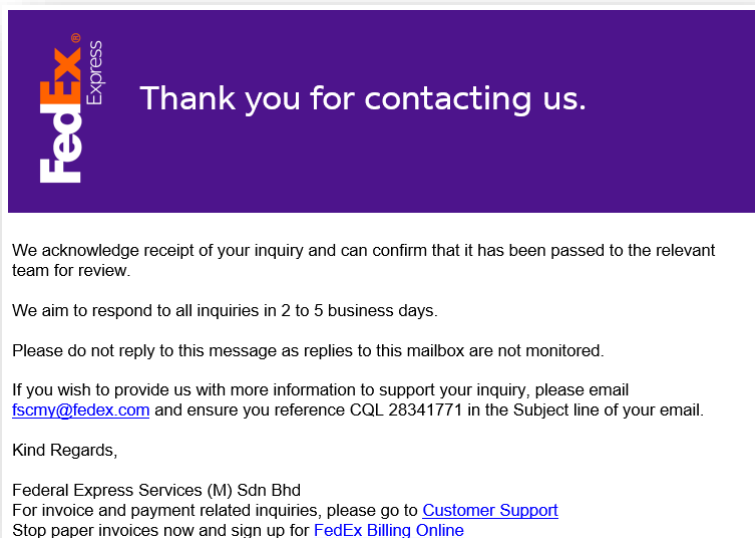 FedEx®
Express
Thank you for contacting us.
We acknowledge receipt of your inquiry and can confirm that it has been passed to the relevant
team for review.
We aim to respond to all inquiries in 2 to 5 business days.
Please do not reply to this message as replies to this mailbox are not monitored.
If you wish to provide us with more information to support your inquiry, please email
fscmy@fedex.com and ensure you reference CQL 28341771 in the Subject line of your email.
Kind Regards,
Federal Express Services (M) Sdn Bhd
For invoice and payment related inquiries, please go to Customer Support
Stop paper invoices now and sign up for FedEx Billing Online